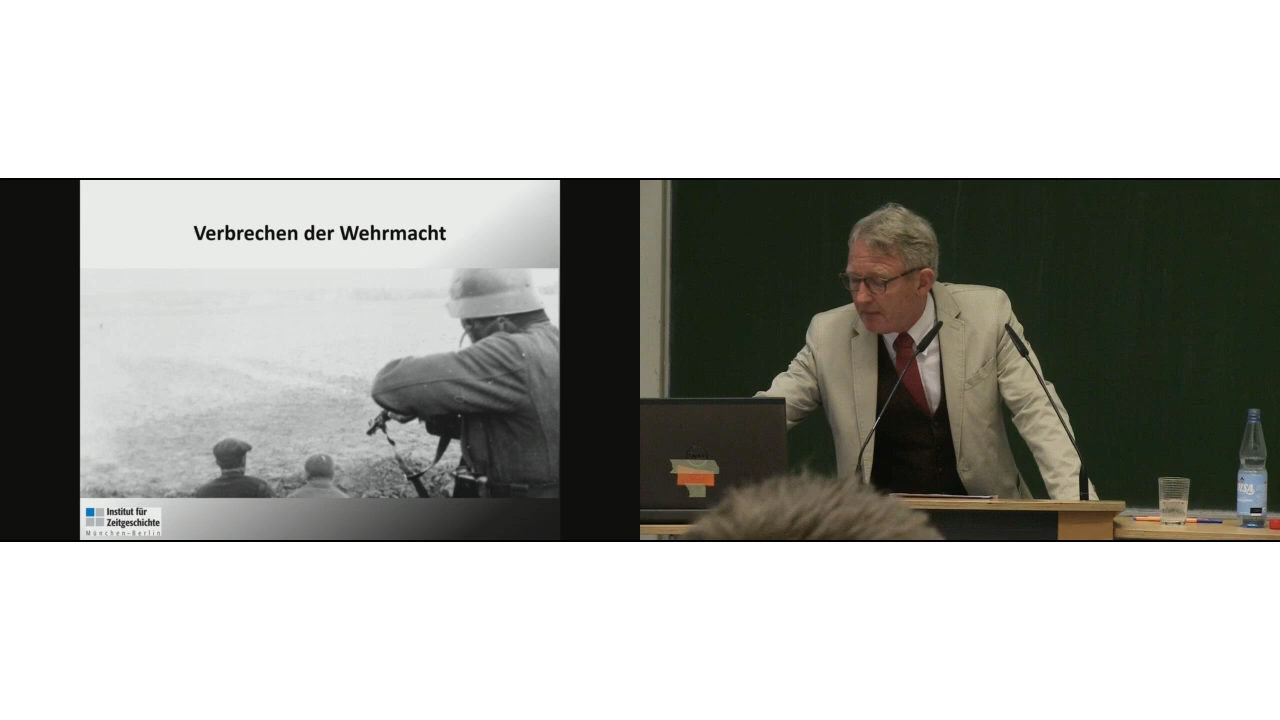 Verbrechen der Wehrmacht
Institut für
Zeitgeschichte
München–Berlin